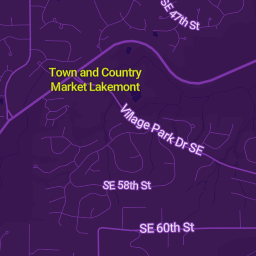 SE 47th St
Town and Country
Market Lakemont
Village Park Dr SE
SE 58th St
SE 60th St